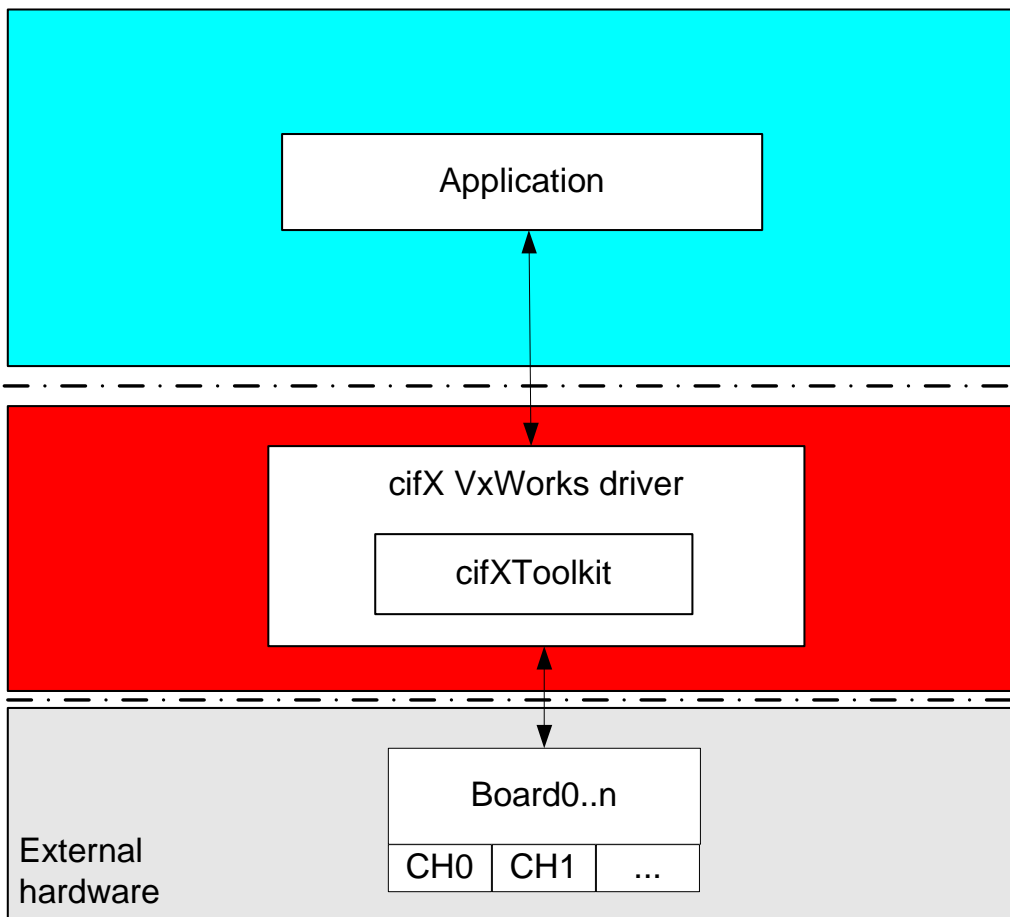 Application
cifX VxWorks driver
cifXToolkit
Board0..n
CH0 CH1 ...
External
hardware